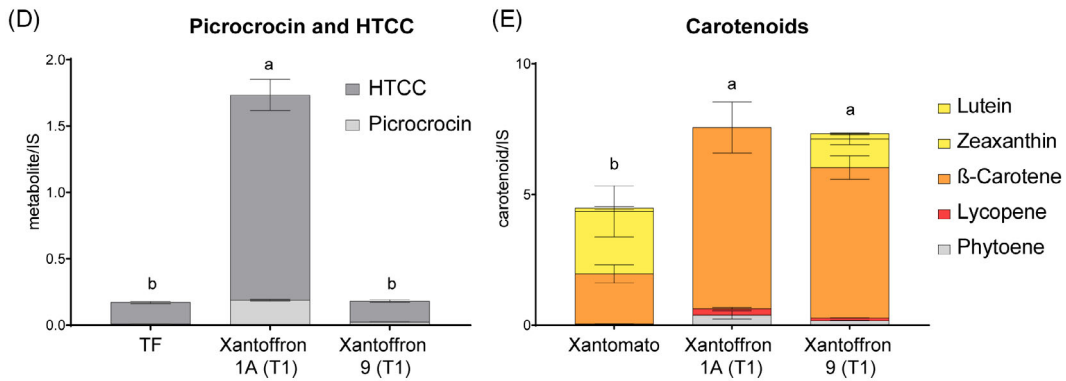 (D)
Picrocrocin and HTCC
metabolite/IS
2.0
1.5
1.0
0.50
0.0
b
a
b
HTCC
Picrocrocin
TF
Xantoffron
1A (T1)
Xantoffron
9 (T1)
(E)
Carotenoids
carotenoid/IS
10
5
0
b
a
a
Lutein
Zeaxanthin
ß-Carotene
Lycopene
Phytoene
Xantomato
Xantoffron
1A (T1)
Xantoffron
9 (T1)